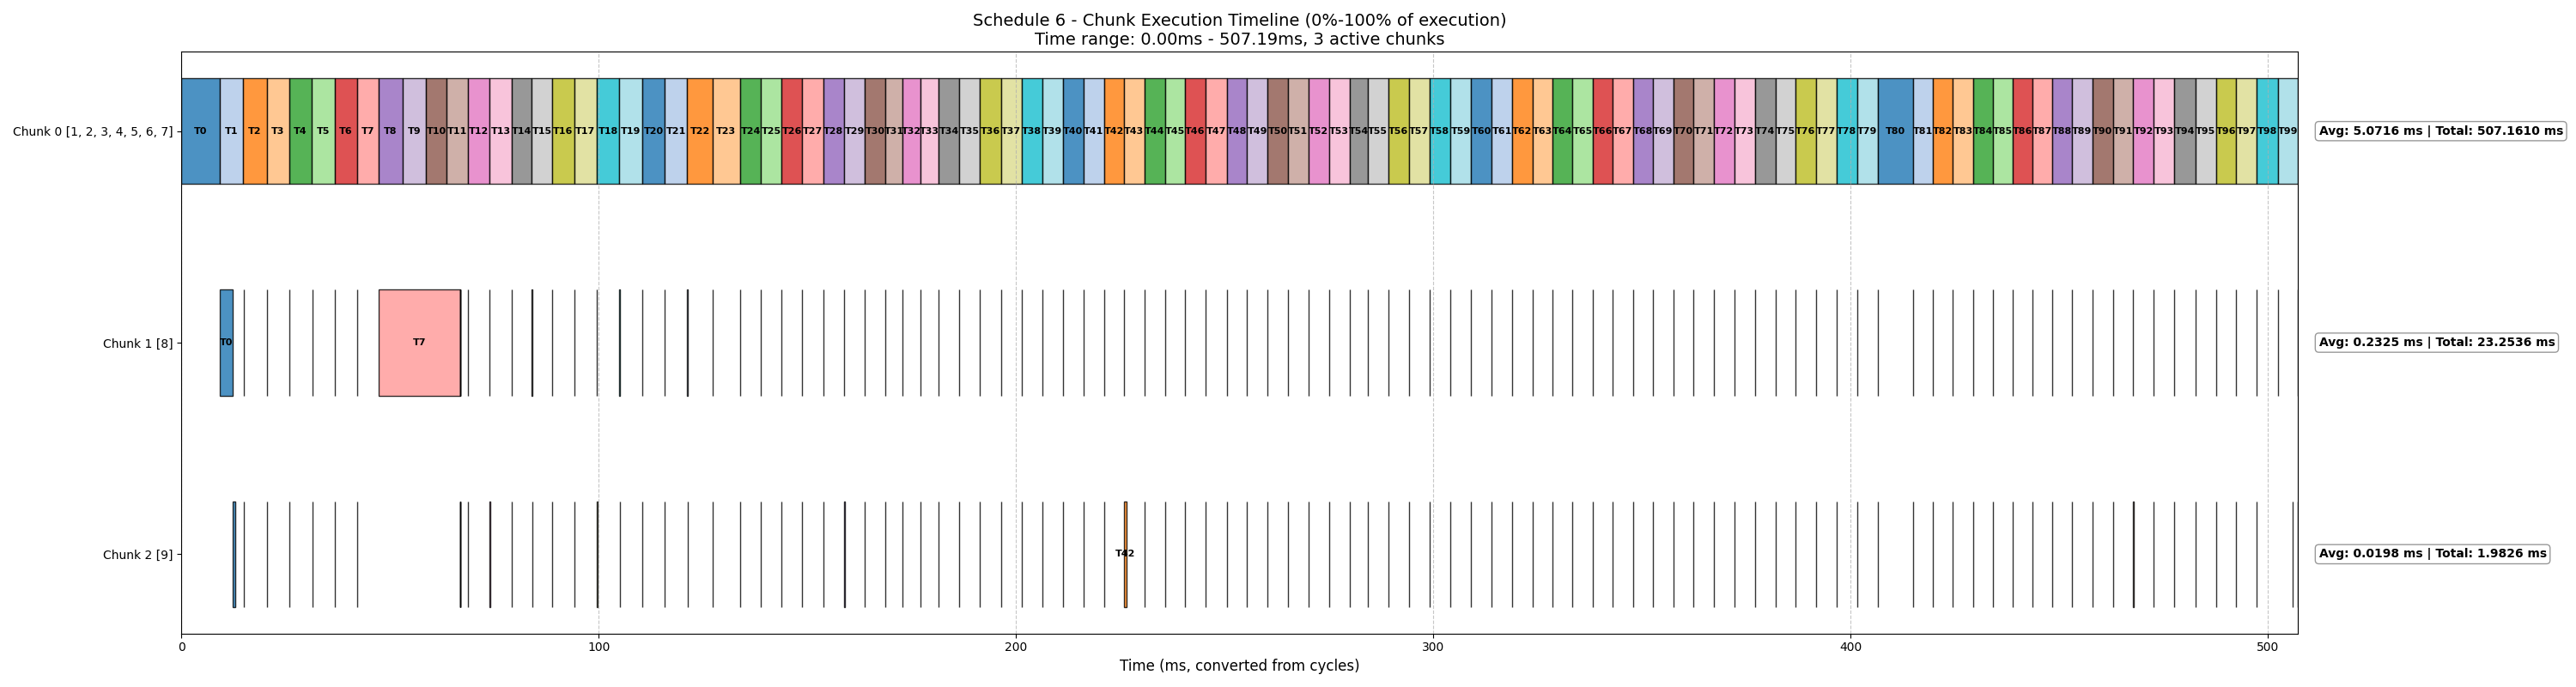 Schedule 6 - Chunk Execution Timeline (0%-100% of execution)
Time range: 0.00ms - 507.19ms, 3 active chunks
Chunk 0 [1, 2, 3, 4, 5, 6, 7]
T0 T1 T2 T3 T4 T5 T6 T7 T8 T9 T10 T11 T12 T13 T14 T15 T16 T17 T18 T19 T20 T21 T22 T23 T24 T25 T26 T27 T28 T29 T30 T31 T32 T33 T34 T35 T36 T37 T38 T39 T40 T41 T42 T43 T44 T45 T46 T47 T48 T49 T50 T51 T52 T53 T54 T55 T56 T57 T58 T59 T60 T61 T62 T63 T64 T65 T66 T67 T68 T69 T70 T71 T72 T73 T74 T75 T76 T77 T78 T79 T80 T81 T82 T83 T84 T85 T86 T87 T88 T89 T90 T91 T92 T93 T94 T95 T96 T97 T98 T99
Avg: 5.0716 ms | Total: 507.1610 ms
Chunk 1 [8]
T0 T7
Avg: 0.2325 ms | Total: 23.2536 ms
Chunk 2 [9]
T42
Avg: 0.0198 ms | Total: 1.9826 ms
0 100 200 300 400 500
Time (ms, converted from cycles)